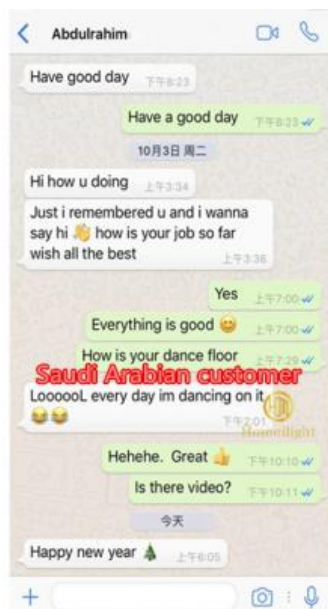 Abdulrahim
Have good day 下午8:23
Have a good day 下午8:23
10月3日 周二
Hi how u doing 上午3:34
Just i remembered u and i wanna
say hi 👋 how is your job so far
wish all the best 上午3:36
Yes 上午7:00
Everything is good 😊 上午7:00
How is your dance floor 上午7:29
Saudi Arabian customer
LoooooL every day im dancing on it
😂😂 下午2:01
Homeilight
Hehehe. Great 👍 下午10:10
Is there video? 下午10:11
今天
Happy new year 🎄 上午6:05